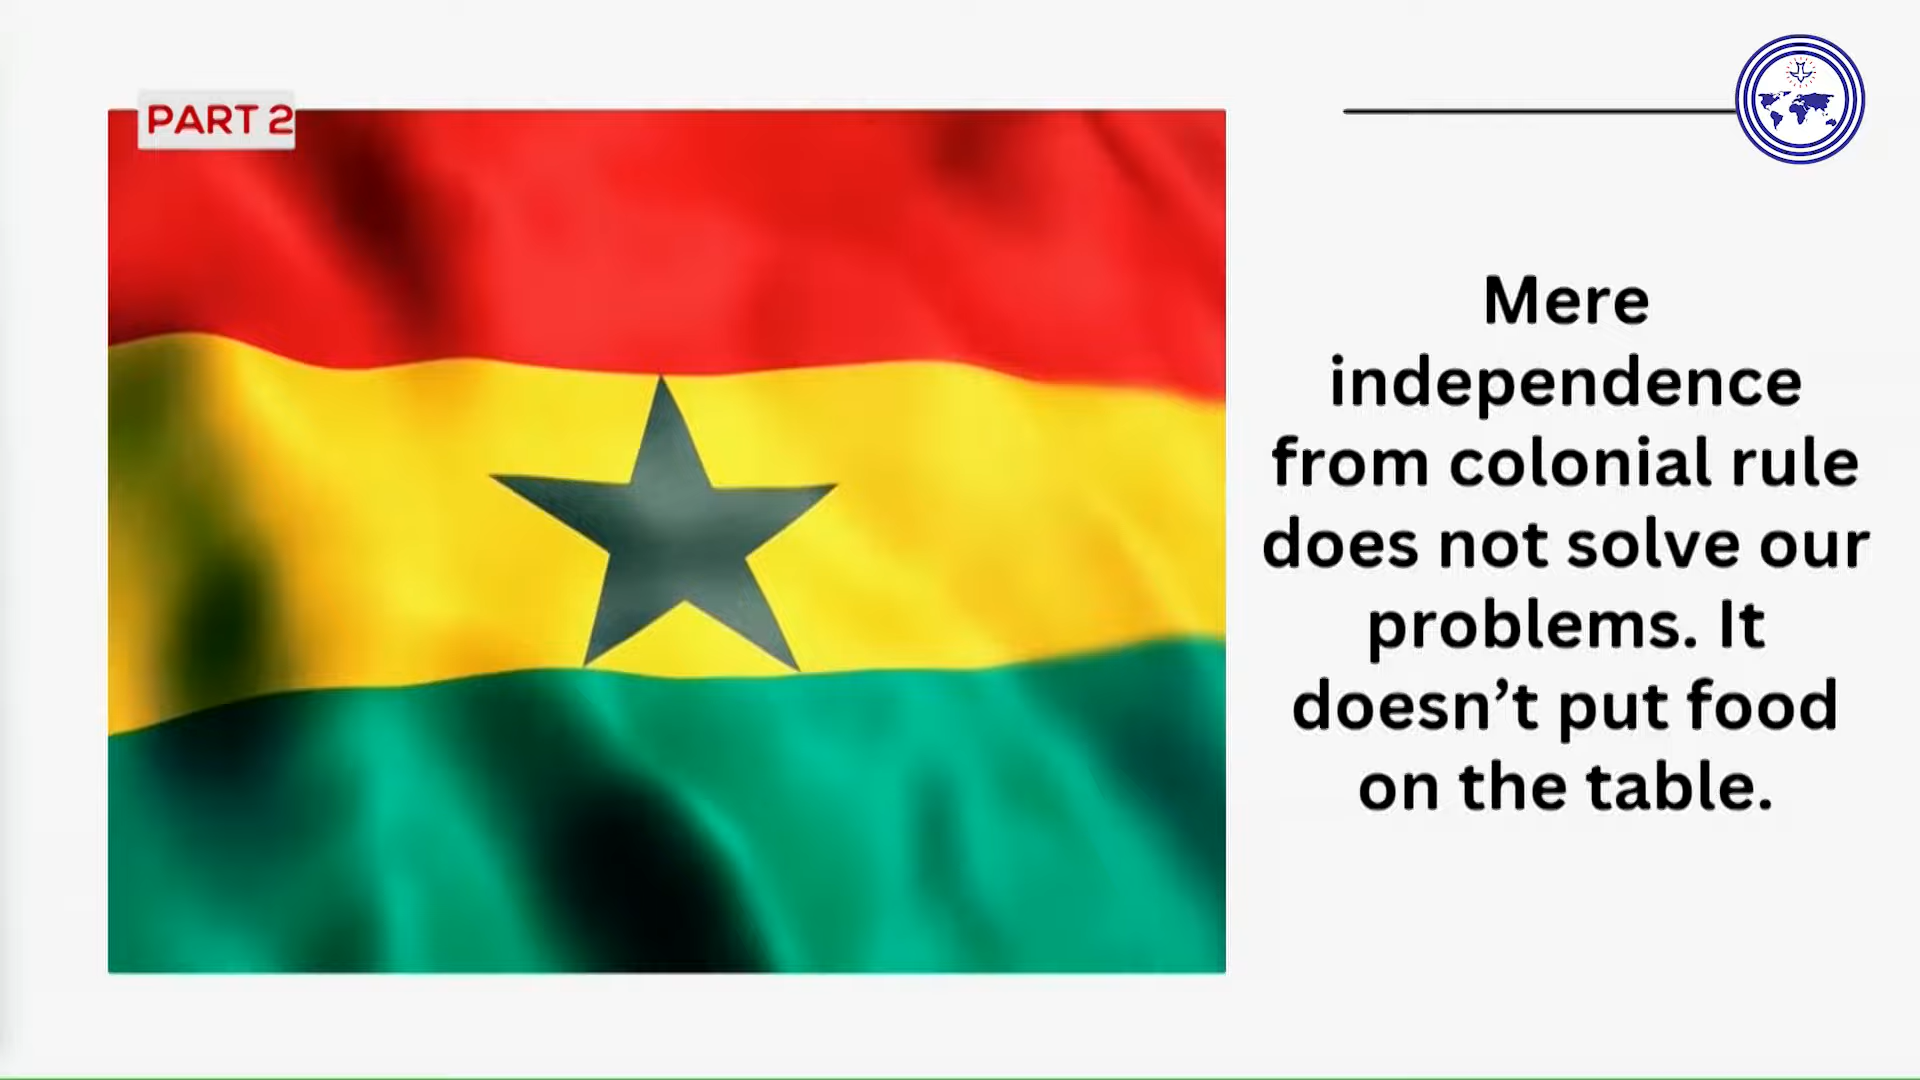 PART 2
Mere
independence
from colonial rule
does not solve our
problems. It
doesn’t put food
on the table.